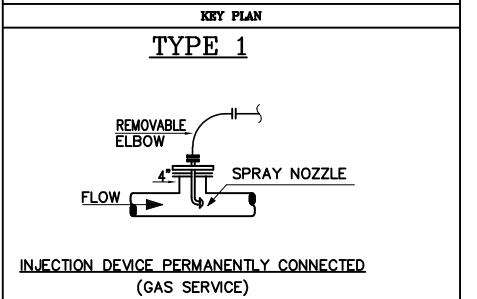 KEY PLAN
TYPE 1
REMOVABLE
ELBOW
4"
SPRAY NOZZLE
FLOW
INJECTION DEVICE PERMANENTLY CONNECTED
(GAS SERVICE)